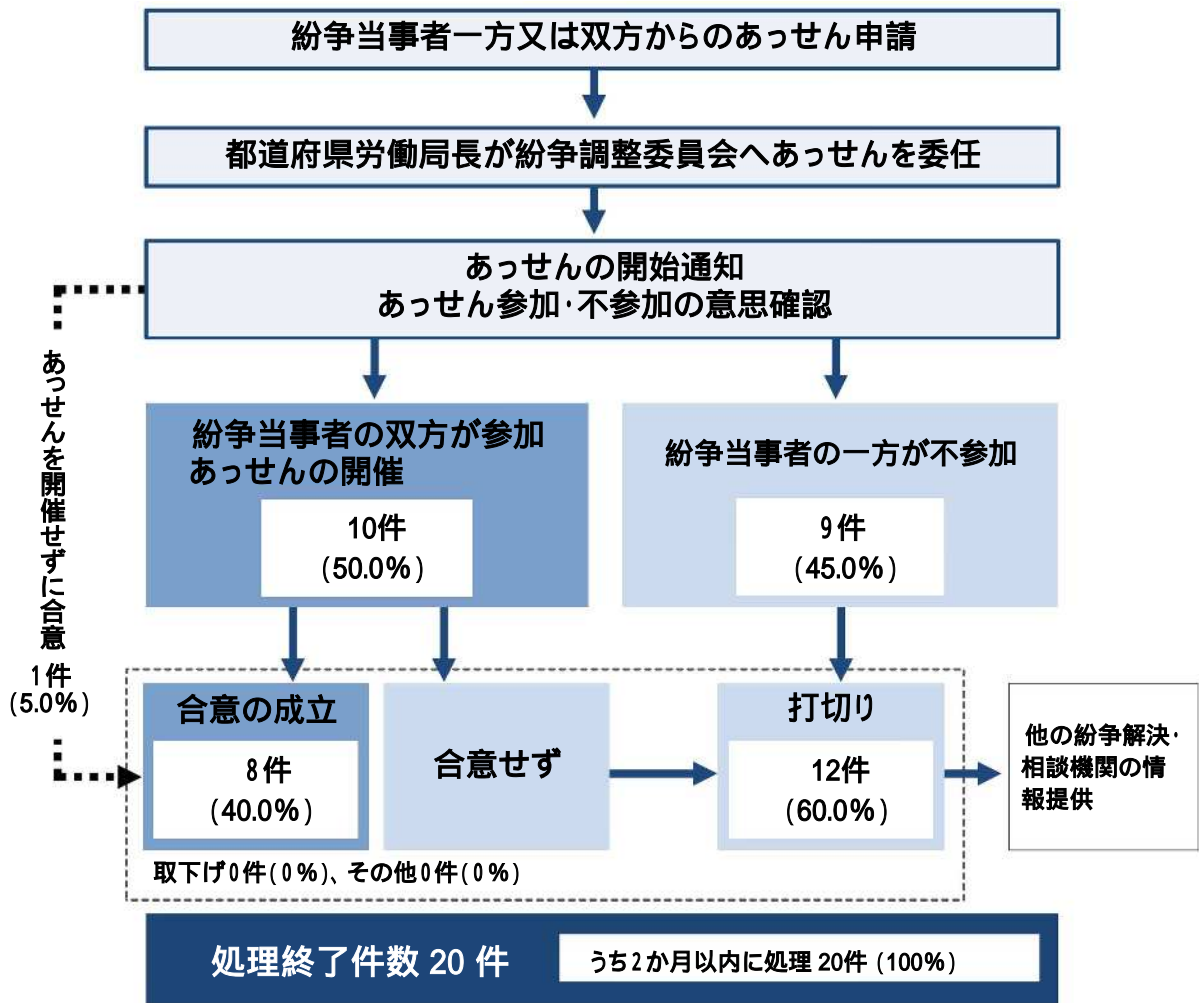 紛争当事者一方又は双方からのあっせん申請
都道府県労働局長が紛争調整委員会へあっせんを委任
あっせんの開始通知
あっせん参加・不参加の意思確認
あっせんを開催せずに合意
1件
(5.0%)
紛争当事者の双方が参加
あっせんの開催
10件
(50.0%)
紛争当事者の一方が不参加
9件
(45.0%)
合意の成立
8件
(40.0%)
合意せず
打切り
12件
(60.0%)
他の紛争解決・
相談機関の情
報提供
取下げ0件(0%)、その他0件(0%)
処理終了件数 20 件
うち2か月以内に処理 20件 (100%)